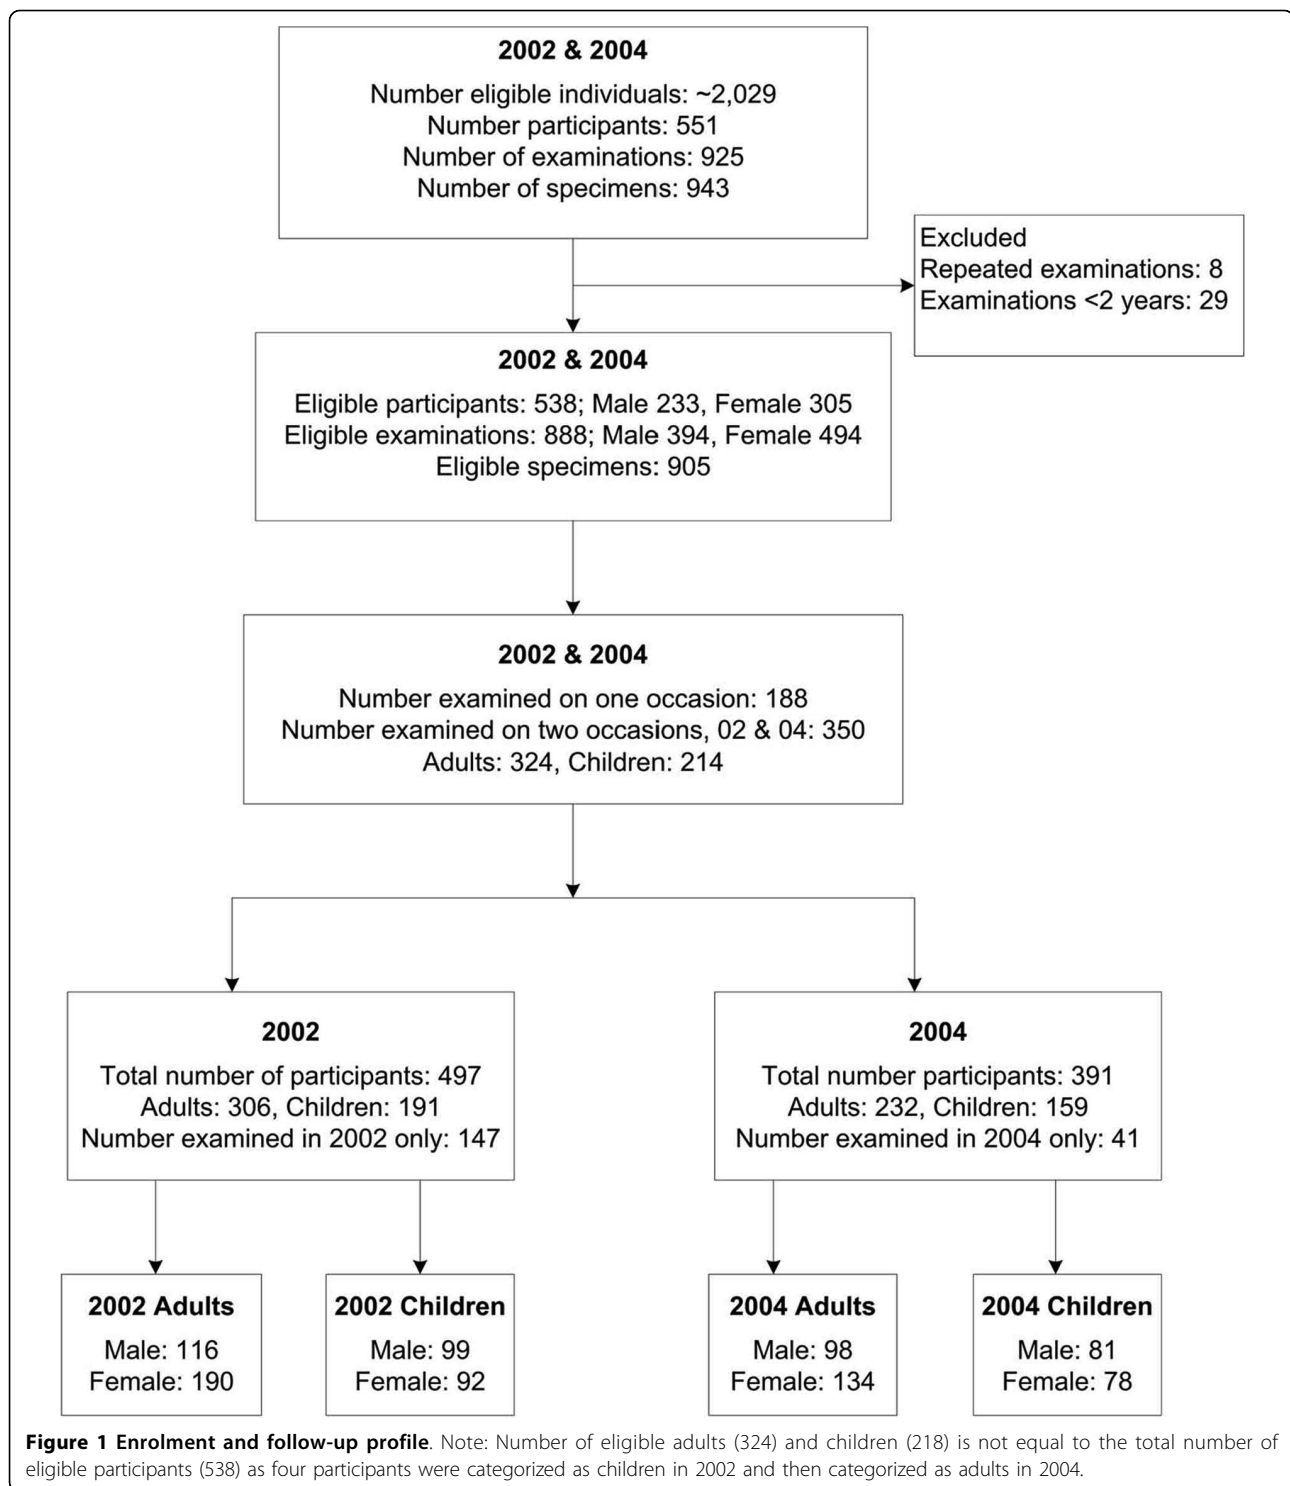 2002 & 2004
Number eligible individuals: ~2,029
Number participants: 551
Number of examinations: 925
Number of specimens: 943
Excluded
Repeated examinations: 8
Examinations <2 years: 29
2002 & 2004
Eligible participants: 538; Male 233, Female 305
Eligible examinations: 888; Male 394, Female 494
Eligible specimens: 905
2002 & 2004
Number examined on one occasion: 188
Number examined on two occasions, 02 & 04: 350
Adults: 324, Children: 214
2002
Total number of participants: 497
Adults: 306, Children: 191
Number examined in 2002 only: 147
2004
Total number participants: 391
Adults: 232, Children: 159
Number examined in 2004 only: 41
2002 Adults
Male: 116
Female: 190
2002 Children
Male: 99
Female: 92
2004 Adults
Male: 98
Female: 134
2004 Children
Male: 81
Female: 78
Figure 1 Enrolment and follow-up profile. Note: Number of eligible adults (324) and children (218) is not equal to the total number of
eligible participants (538) as four participants were categorized as children in 2002 and then categorized as adults in 2004.